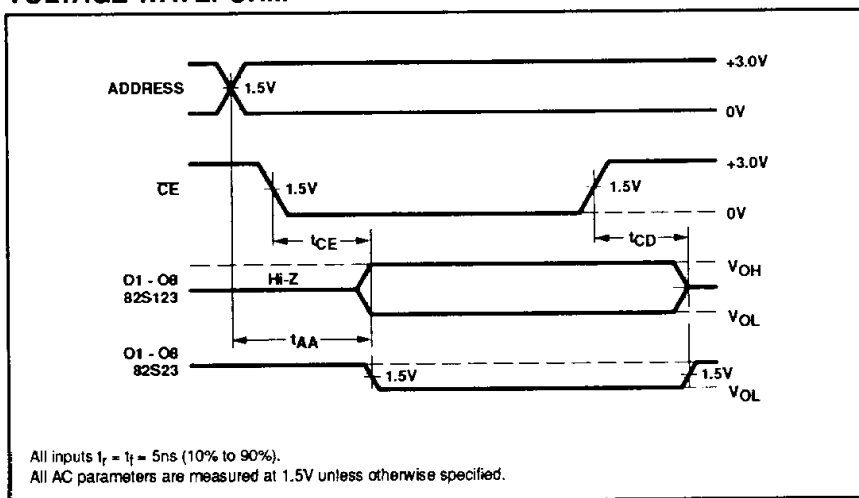 ADDRESS
1.5V
+3.0V
0V
CE
1.5V
1.5V
+3.0V
0V
tCE
tCD
O1 - O8
82S123
Hi-Z
VOH
VOL
tAA
O1 - O8
82S23
1.5V
1.5V
VOL
All inputs tr = tf = 5ns (10% to 90%).
All AC parameters are measured at 1.5V unless otherwise specified.